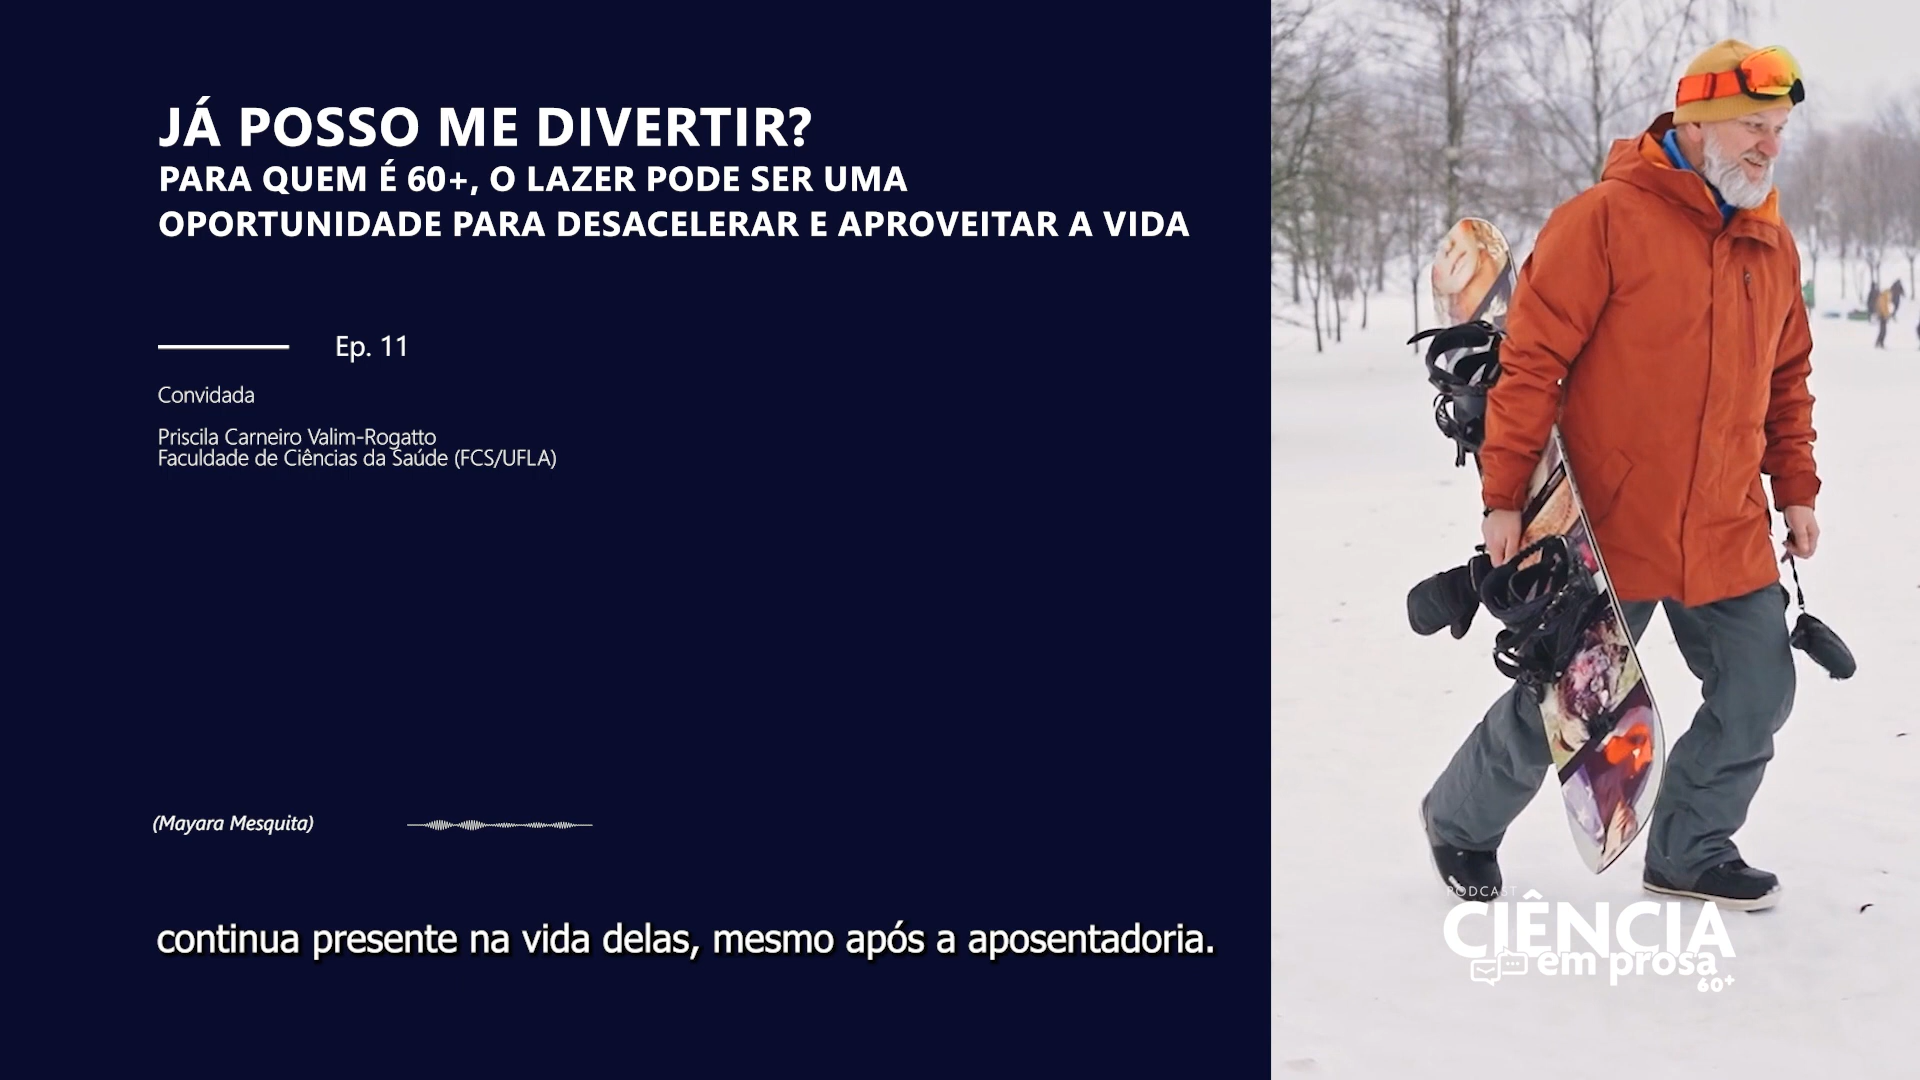 JÁ POSSO ME DIVERTIR?
PARA QUEM É 60+, O LAZER PODE SER UMA
OPORTUNIDADE PARA DESACELERAR E APROVEITAR A VIDA
Ep. 11
Convidada
Priscila Carneiro Valim-Rogatto
Faculdade de Ciências da Saúde (FCS/UFLA)
(Mayara Mesquita)
continua presente na vida delas, mesmo após a aposentadoria.
PODCAST
CIÊNCIA
em prosa
60+